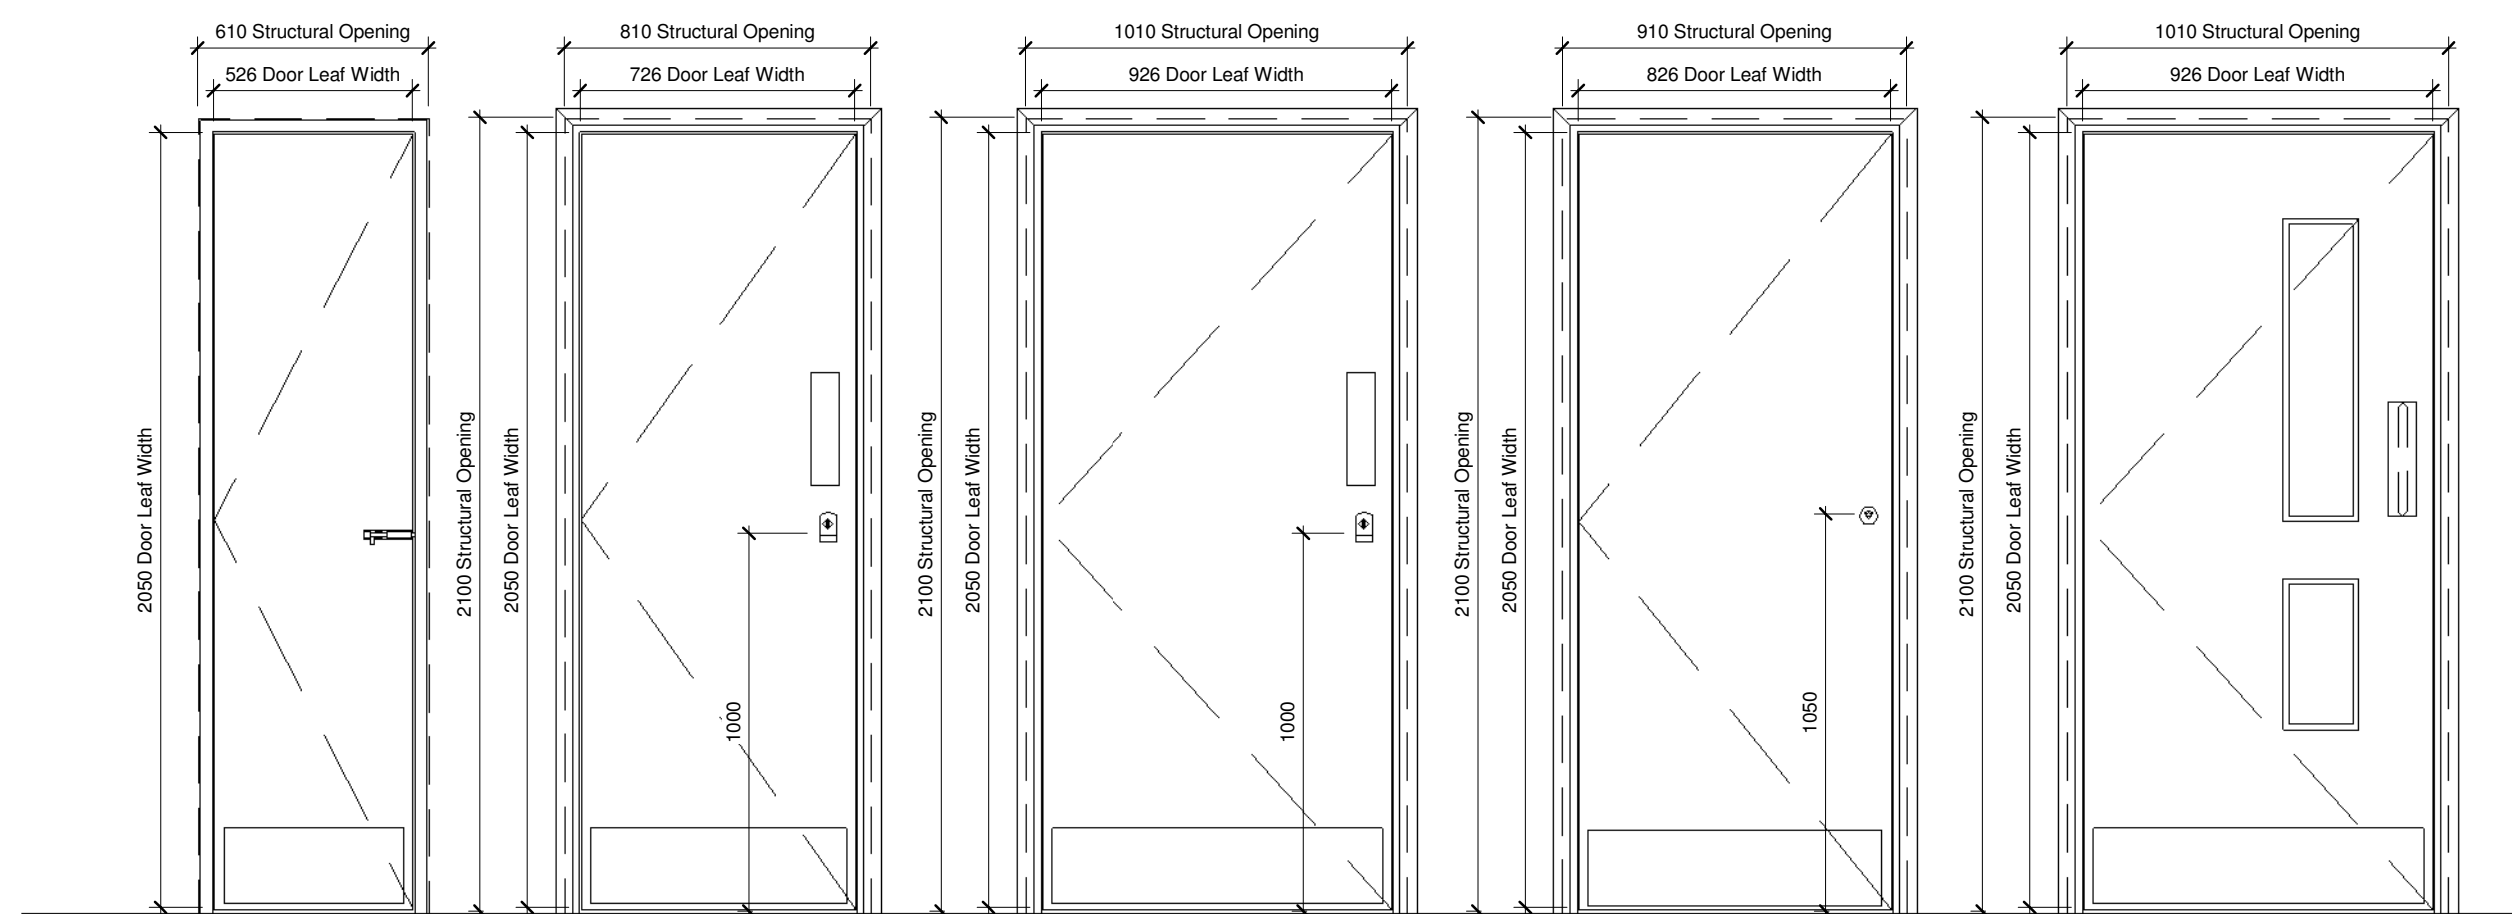 610 Structural Opening
526 Door Leaf Width
2050 Door Leaf Width
810 Structural Opening
726 Door Leaf Width
2100 Structural Opening
2050 Door Leaf Width
1000
1010 Structural Opening
926 Door Leaf Width
2100 Structural Opening
2050 Door Leaf Width
1000
910 Structural Opening
826 Door Leaf Width
2100 Structural Opening
2050 Door Leaf Width
1050
1010 Structural Opening
926 Door Leaf Width
2100 Structural Opening
2050 Door Leaf Width